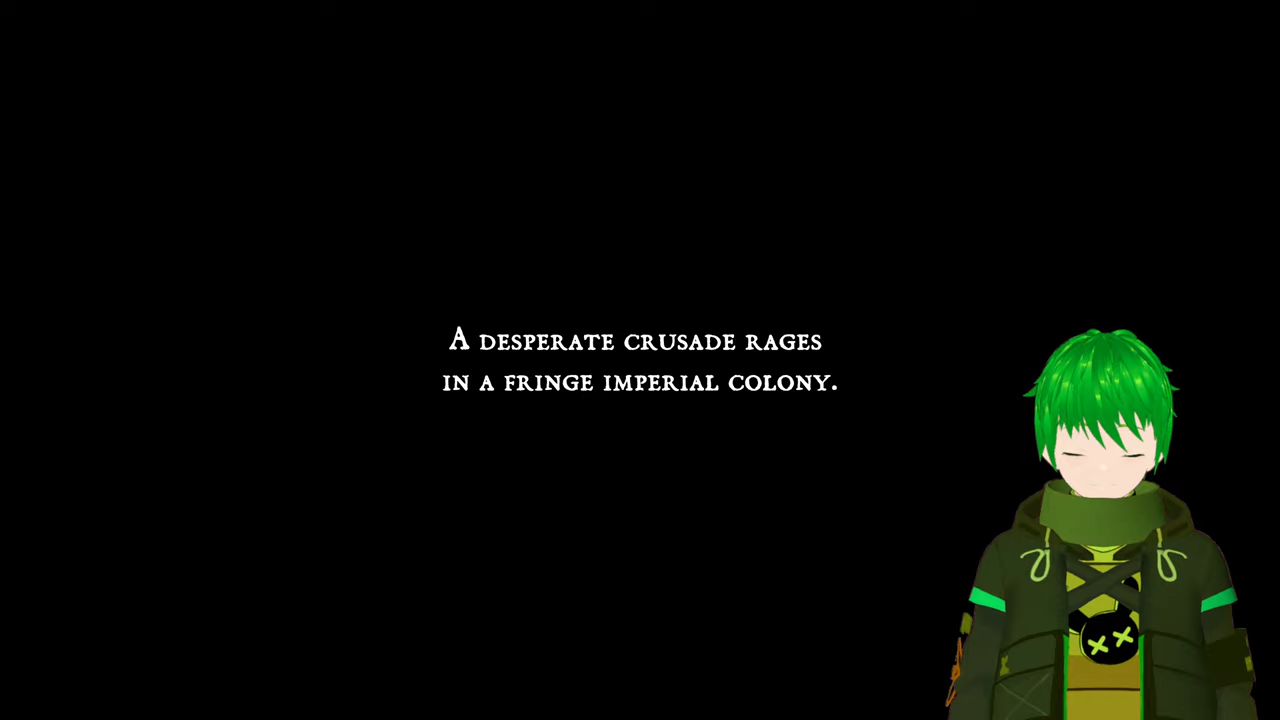 A desperate crusade rages
in a fringe imperial colony.